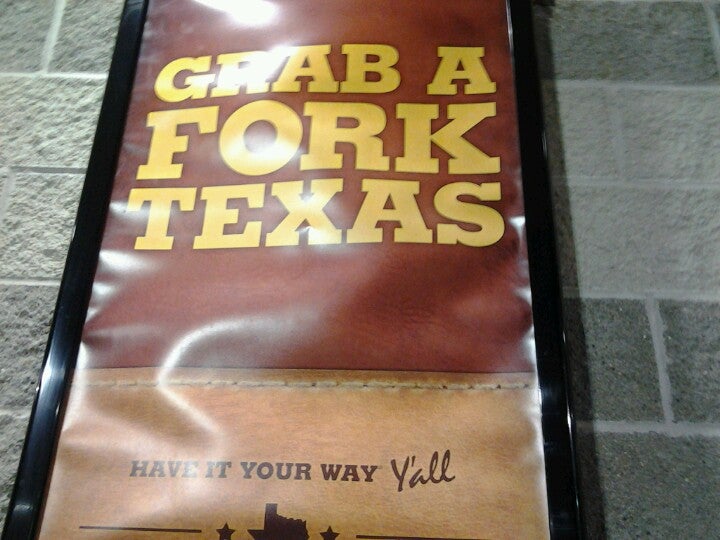 GRAB A
FORK
TEXAS
HAVE IT YOUR WAY Y'all